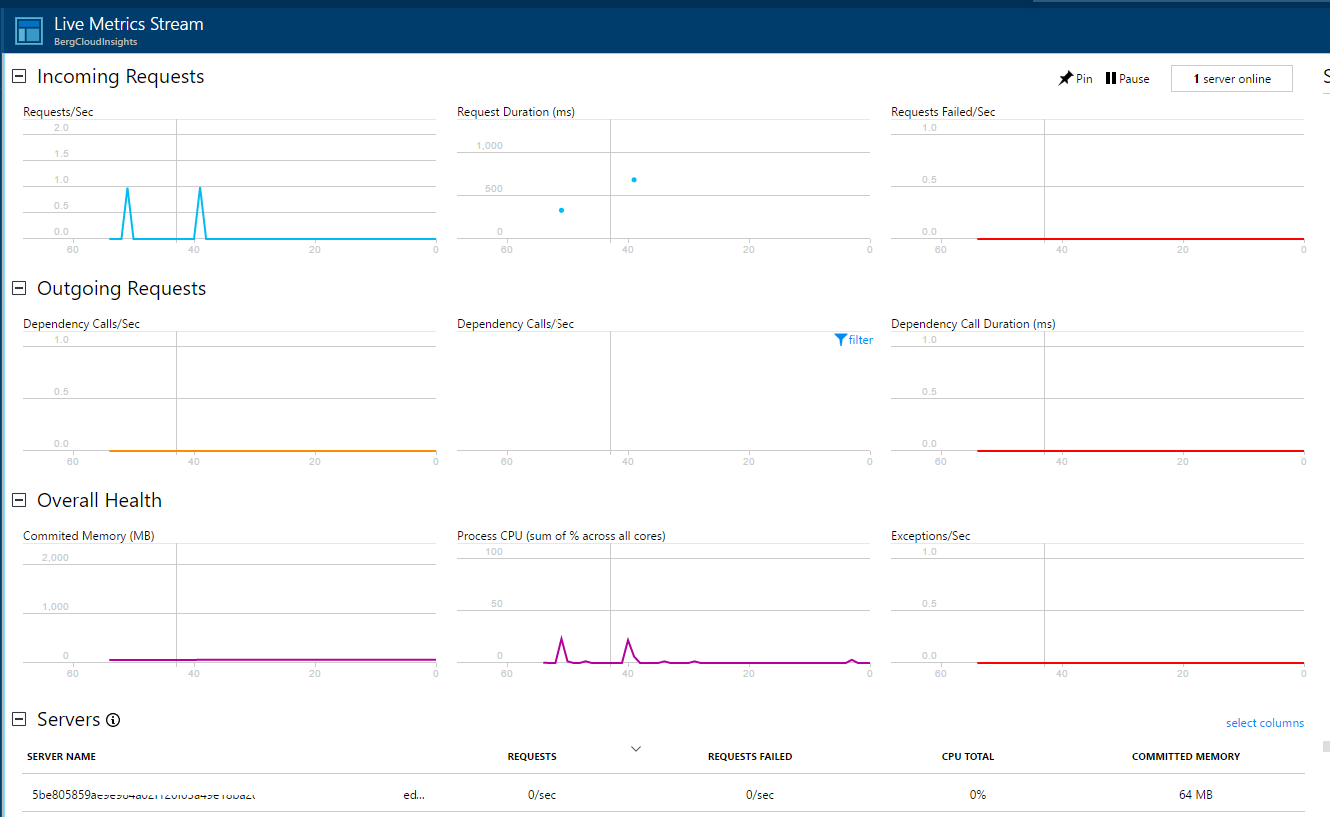 Live Metrics Stream
BergCloudInsights
Incoming Requests
Pin Pause 1 server online
Requests/Sec
2.0
1.5
1.0
0.5
0.0
60 40 20 0
Request Duration (ms)
1,000
500
0
60 40 20 0
Requests Failed/Sec
1.0
0.5
0.0
60 40 20 0
Outgoing Requests
Dependency Calls/Sec
1.0
0.5
0.0
60 40 20 0
Dependency Calls/Sec
filter
60 40 20 0
Dependency Call Duration (ms)
1.0
0.5
0.0
60 40 20 0
Overall Health
Commited Memory (MB)
2,000
1,000
0
60 40 20 0
Process CPU (sum of % across all cores)
100
50
0
60 40 20 0
Exceptions/Sec
1.0
0.5
0.0
60 40 20 0
Servers
select columns
SERVER NAME REQUESTS REQUESTS FAILED CPU TOTAL COMMITTED MEMORY
ed... 0/sec 0/sec 0% 64 MB